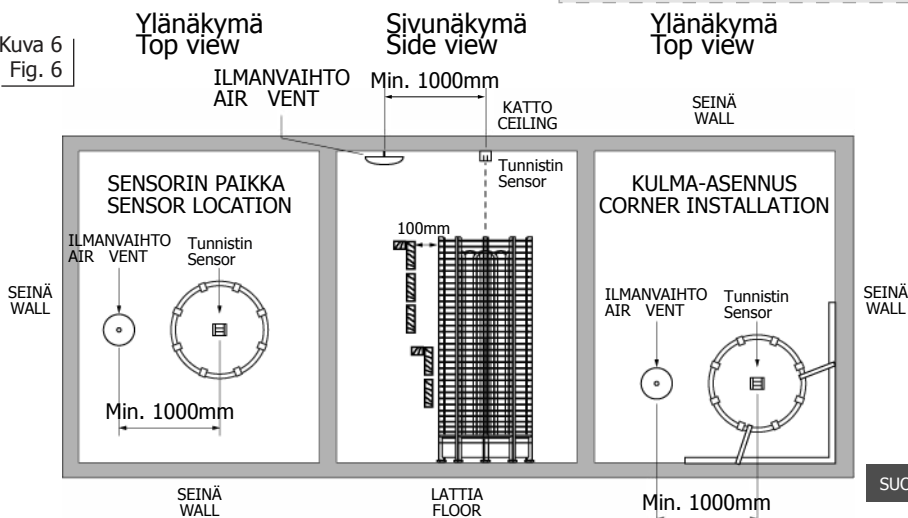 Kuva 6
Fig. 6
Ylänäkymä
Top view
Sivunäkymä
Side view
Ylänäkymä
Top view
ILMANVAIHTO
AIR VENT
Min. 1000mm
KATTO
CEILING
SEINÄ
WALL
Tunnistin
Sensor
SENSORIN PAIKKA
SENSOR LOCATION
KULMA-ASENNUS
CORNER INSTALLATION
100mm
ILMANVAIHTO
AIR VENT
Tunnistin
Sensor
SEINÄ
WALL
ILMANVAIHTO
AIR VENT
Tunnistin
Sensor
SEINÄ
WALL
Min. 1000mm
SEINÄ
WALL
LATTIA
FLOOR
Min. 1000mm